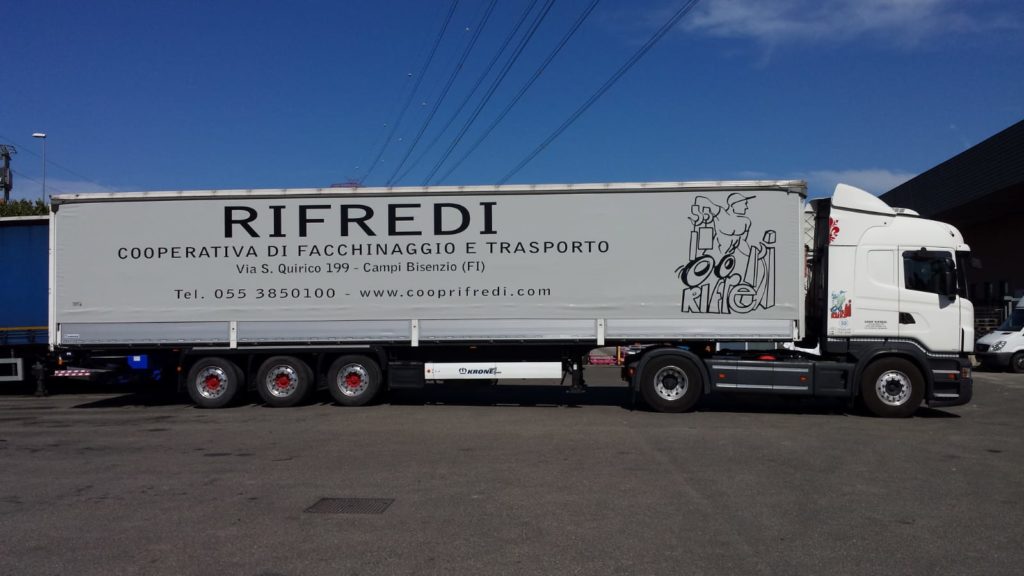 RIFREDI
COOPERATIVA DI FACCHINAGGIO E TRASPORTO
Via S. Quirico 199 - Campi Bisenzio (FI)
Tel. 055 3850100 - www.cooprifredi.com
KRONE